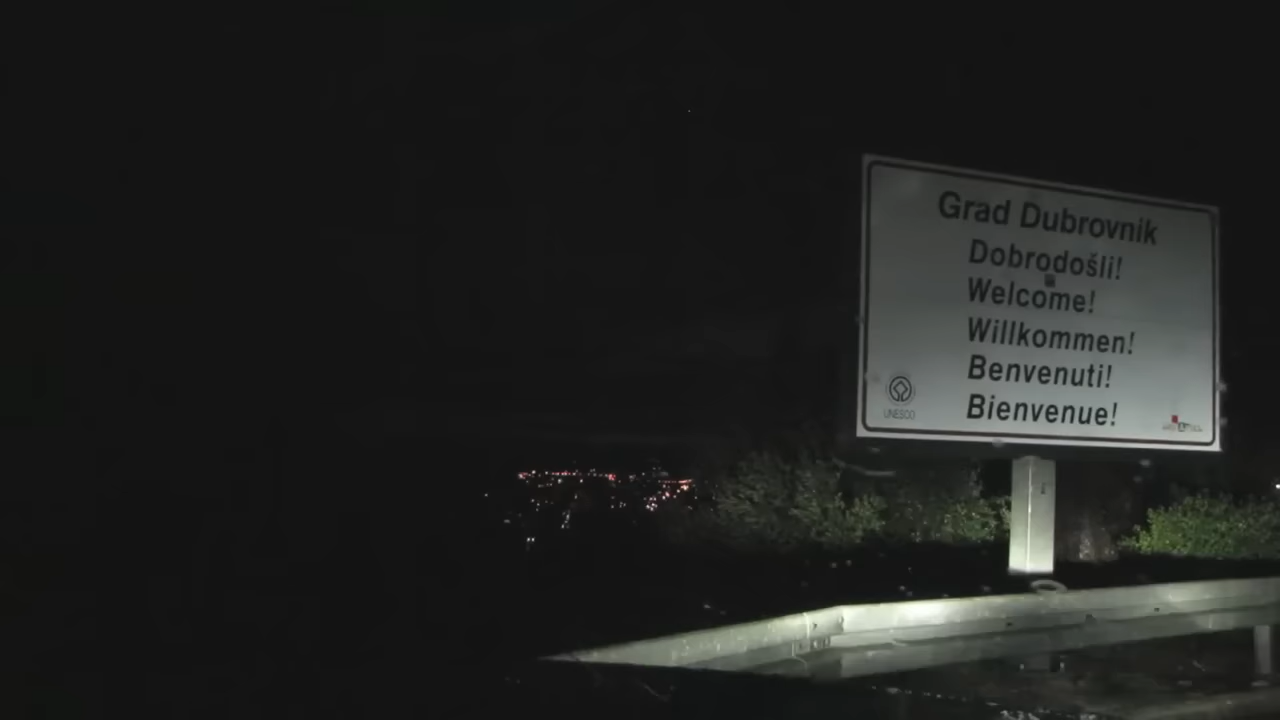 Grad Dubrovnik
Dobrodošli!
Welcome!
Willkommen!
Benvenuti!
Bienvenue!
UNESCO